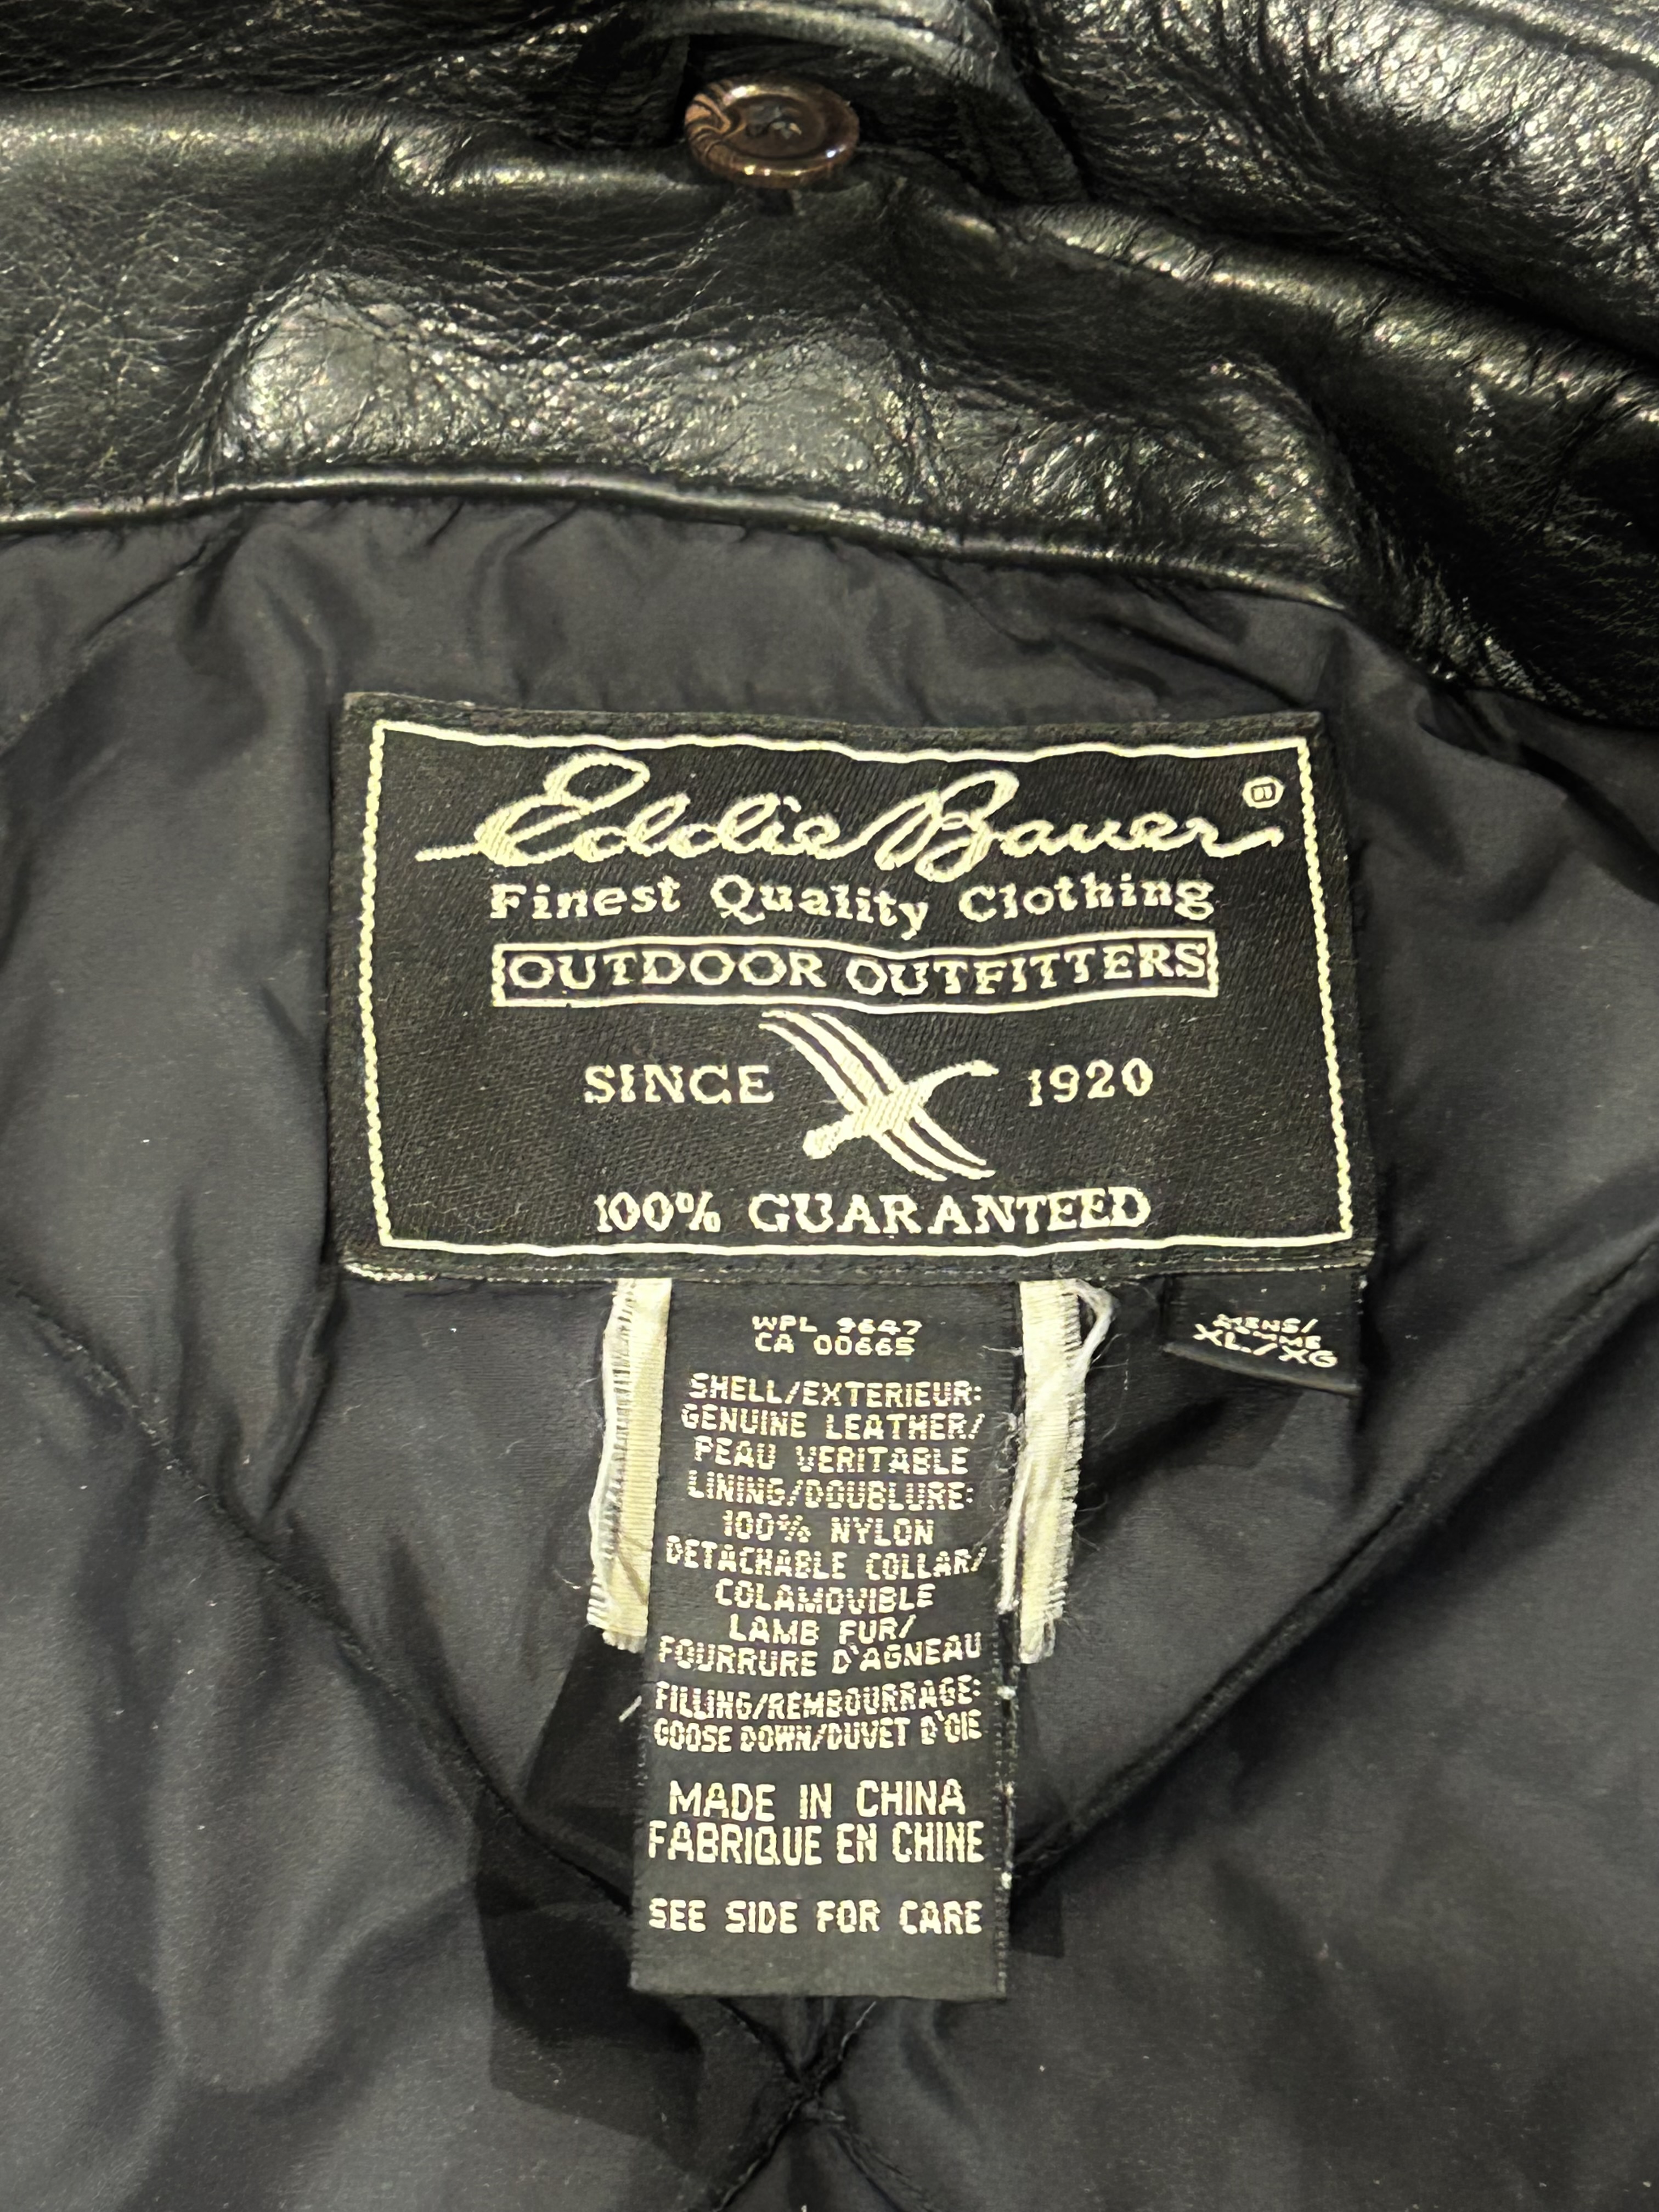 Eddie Bauer ®
Finest Quality Clothing
OUTDOOR OUTFITTERS
SINCE 1920
100% GUARANTEED
MENS/
HOMME
XL./XG
WPL 9647
CA 00665
SHELL/EXTERIEUR:
GENUINE LEATHER/
PEAU VERITABLE
LINING/DOUBLURE:
100% NYLON
DETACHABLE COLLAR/
COLAMOVIBLE
LAMB FUR/
FOURRURE D'AGNEAU
FILLING/REMBOURRAGE:
GOOSE DOWN/DUVET D'OIE
MADE IN CHINA
FABRIQUE EN CHINE
SEE SIDE FOR CARE